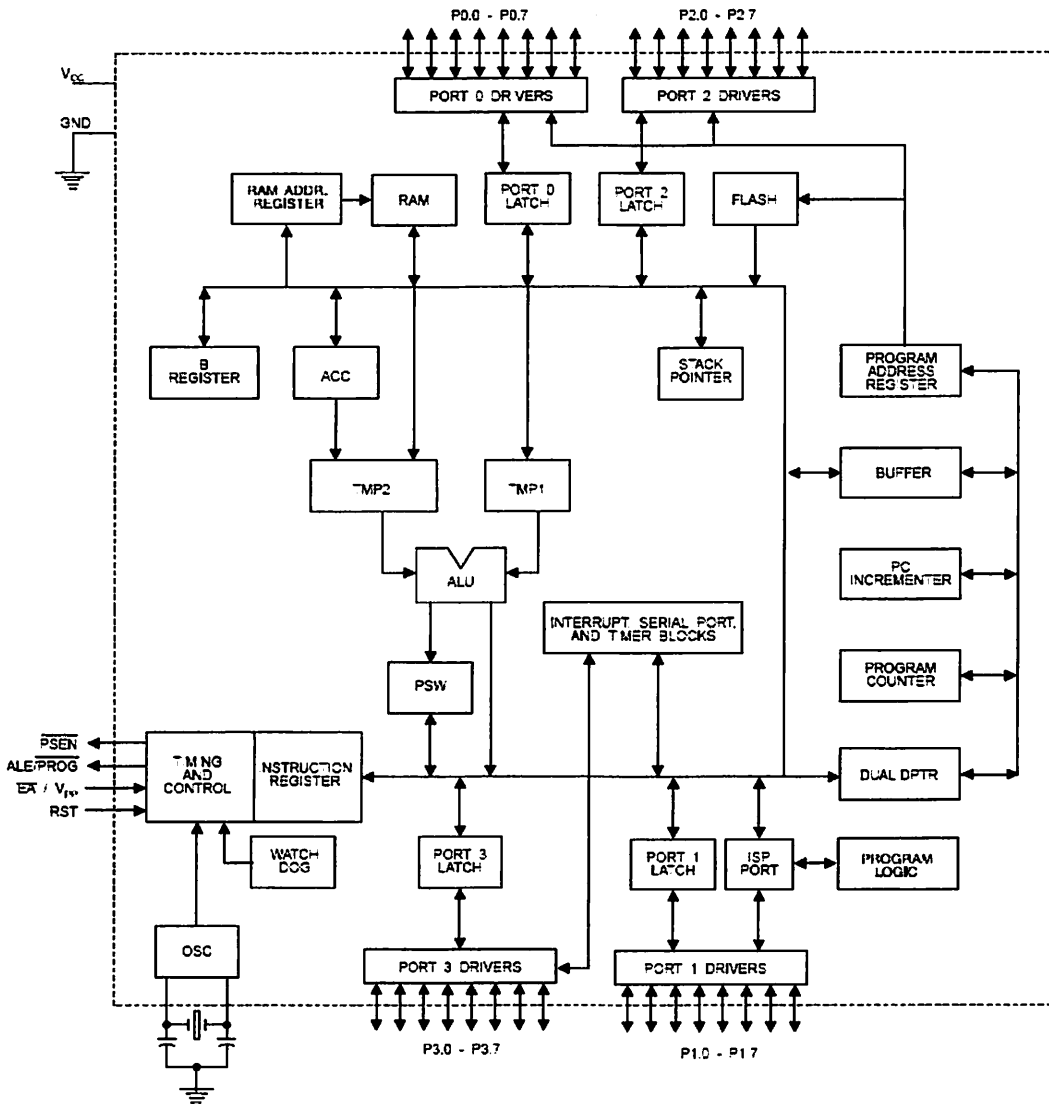 P0.0 - P0.7
P2.0 - P2.7
VCC
GND
PORT 0 DRIVERS
PORT 2 DRIVERS
RAM ADDR.
REGISTER
RAM
PORT 0
LATCH
PORT 2
LATCH
FLASH
B
REGISTER
ACC
STACK
POINTER
PROGRAM
ADDRESS
REGISTER
TMP2
TMP1
BUFFER
ALU
PC
INCREMENTER
INTERRUPT, SERIAL PORT,
AND TIMER BLOCKS
PSW
PROGRAM
COUNTER
PSEN
ALE/PROG
EA / VPP
RST
TIMING
AND
CONTROL
INSTRUCTION
REGISTER
DUAL DPTR
WATCH
DOG
PORT 3
LATCH
PORT 1
LATCH
ISP
PORT
PROGRAM
LOGIC
OSC
PORT 3 DRIVERS
PORT 1 DRIVERS
P3.0 - P3.7
P1.0 - P1.7